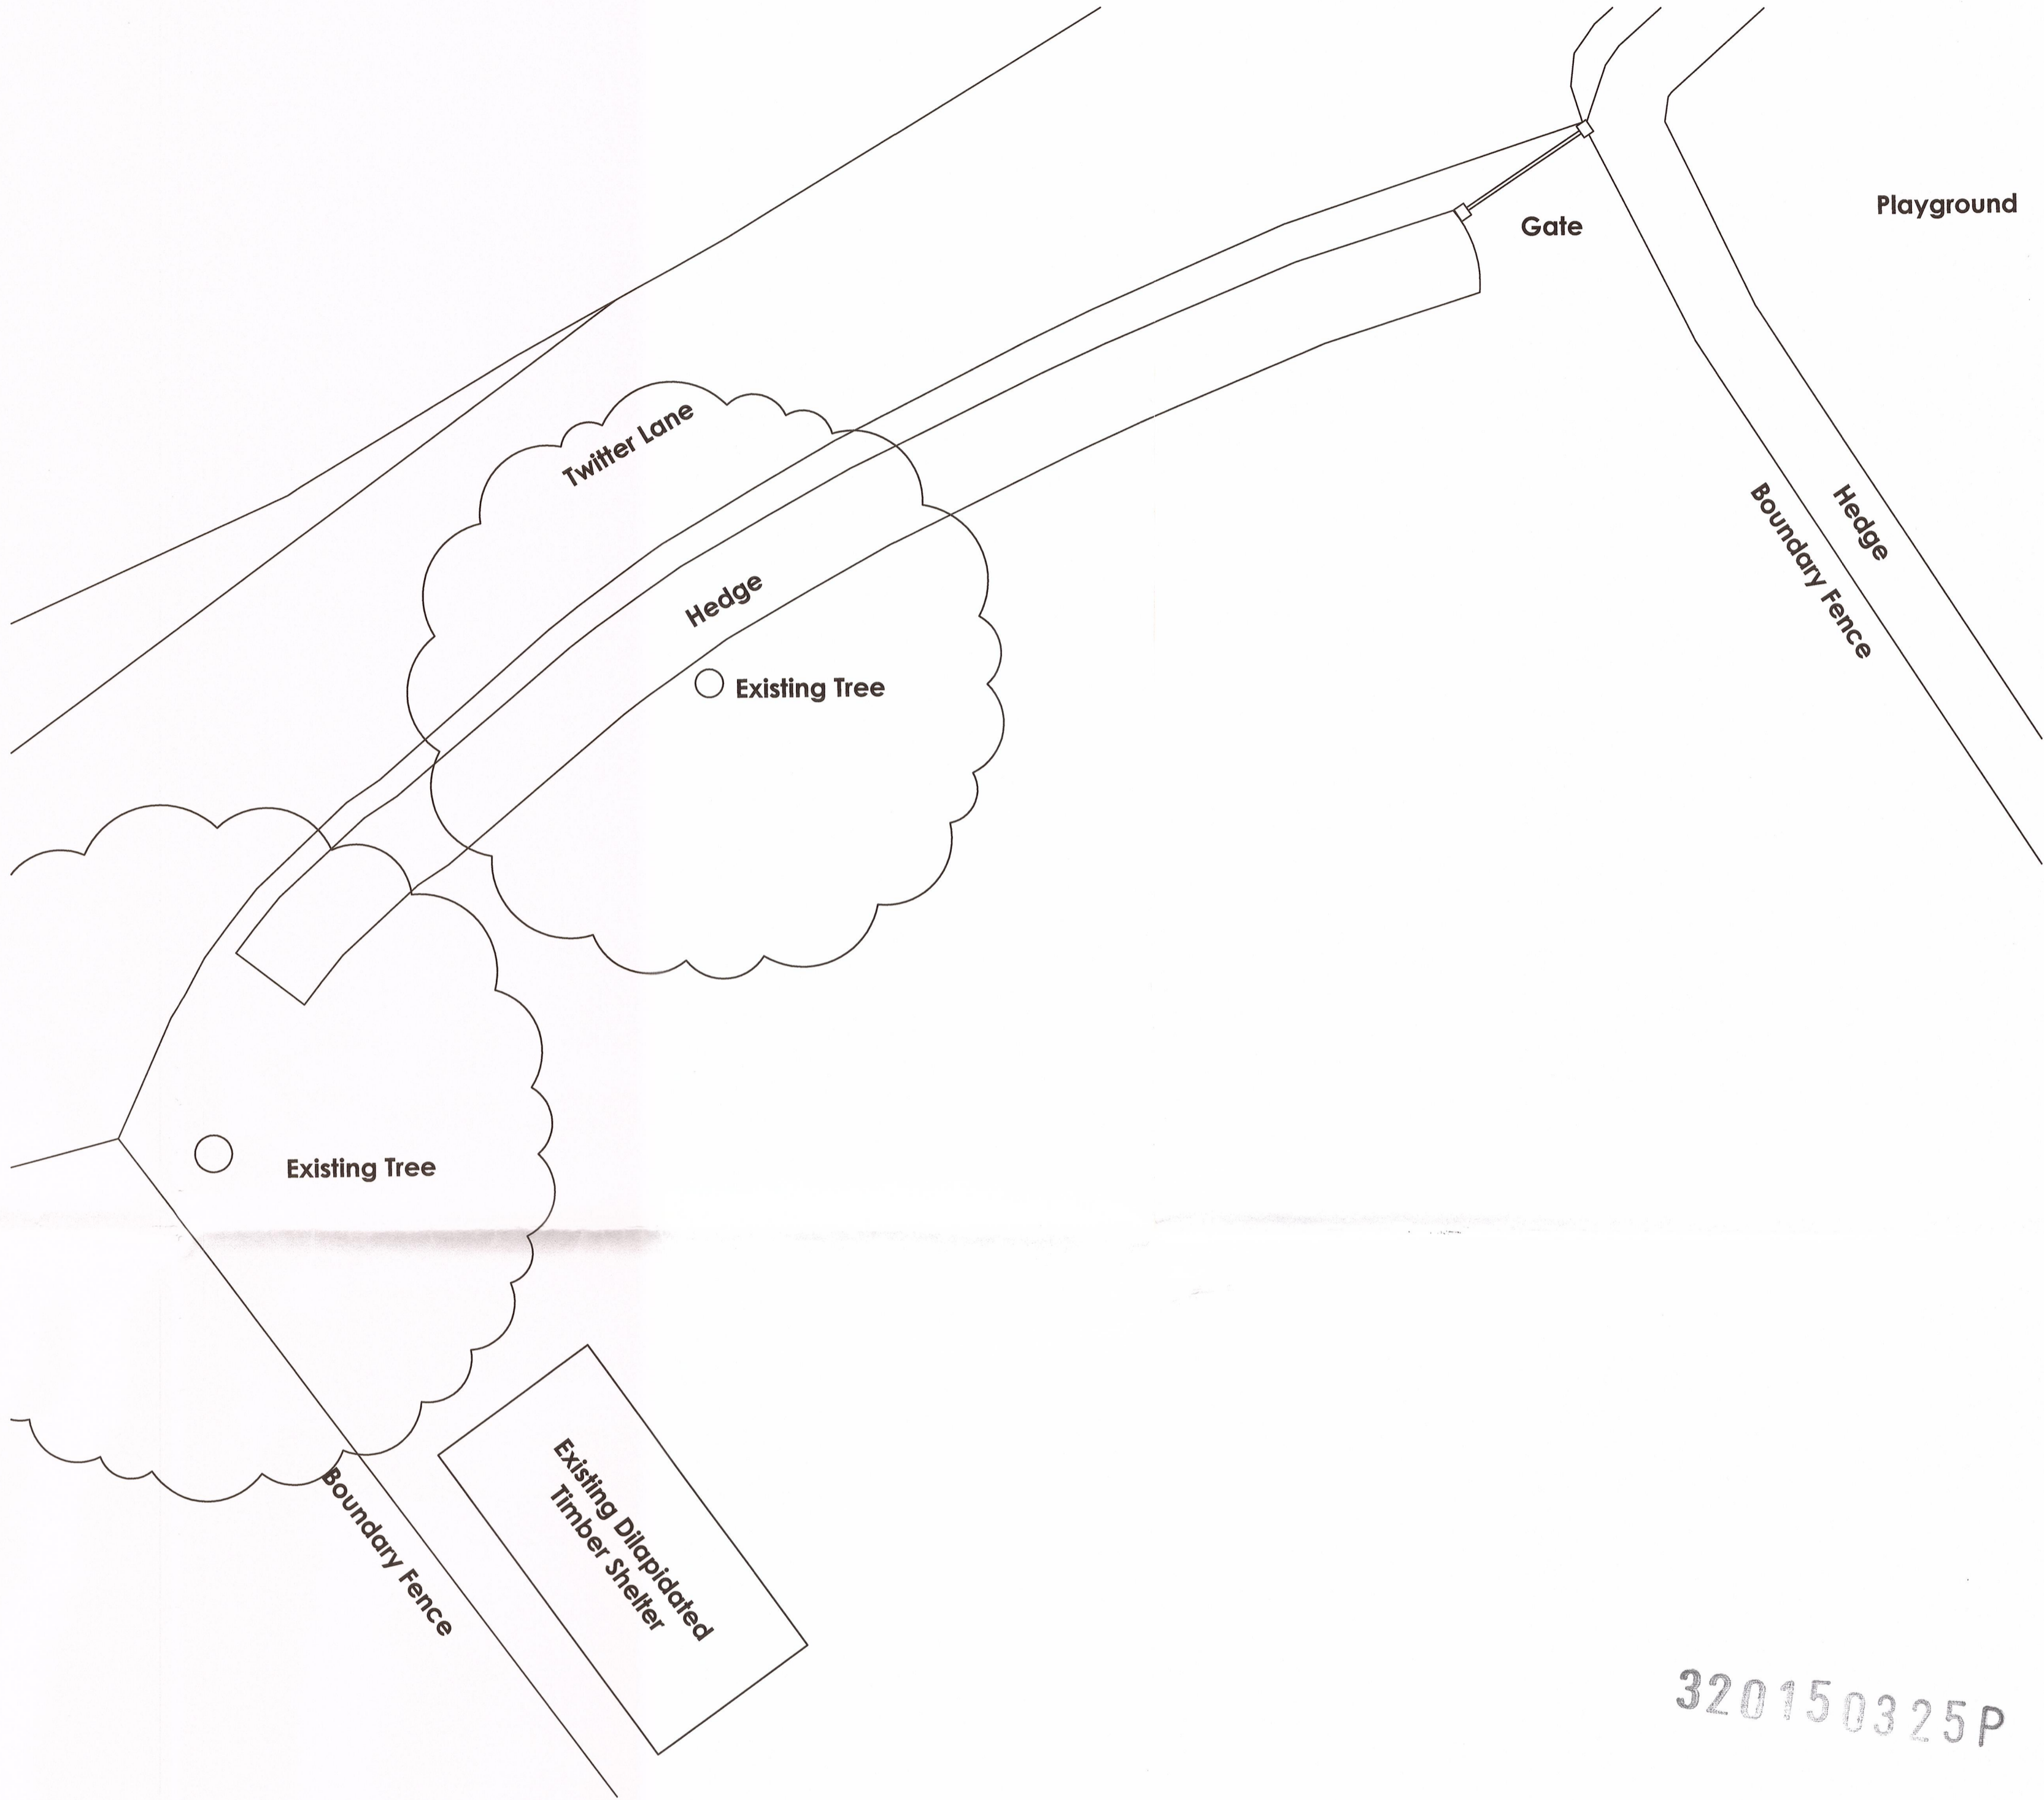 Playground
Gate
Twitter Lane
Hedge
Boundary Fence
Hedge
Existing Tree
Existing Tree
Boundary Fence
Existing Dilapidated
Timber Shelter
320150325P